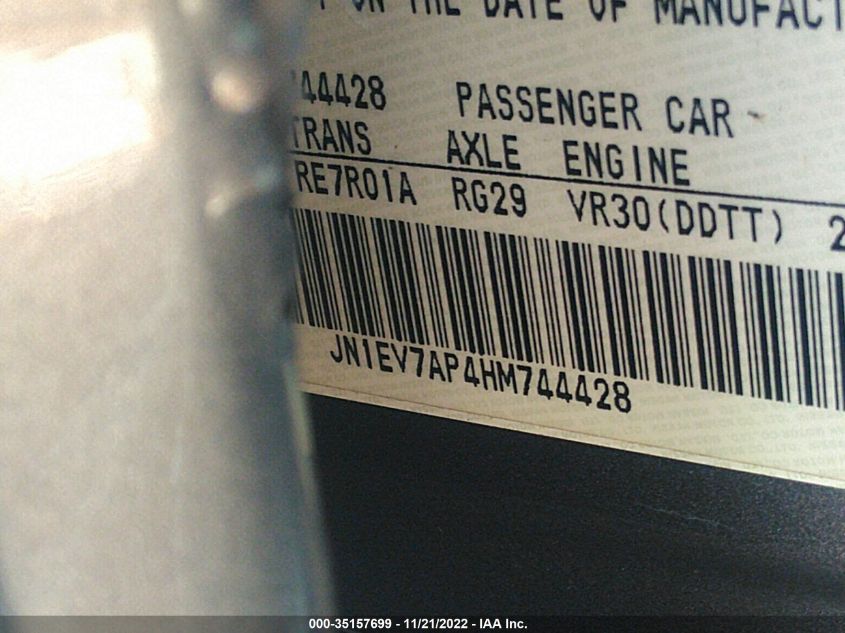 ON THE DATE OF MANUFACT
44428 PASSENGER CAR
TRANS AXLE ENGINE
RE7R01A RG29 VR30(DDTT) 2
JN1EV7AP4HM744428
000-35157699 - 11/21/2022 - IAA Inc.